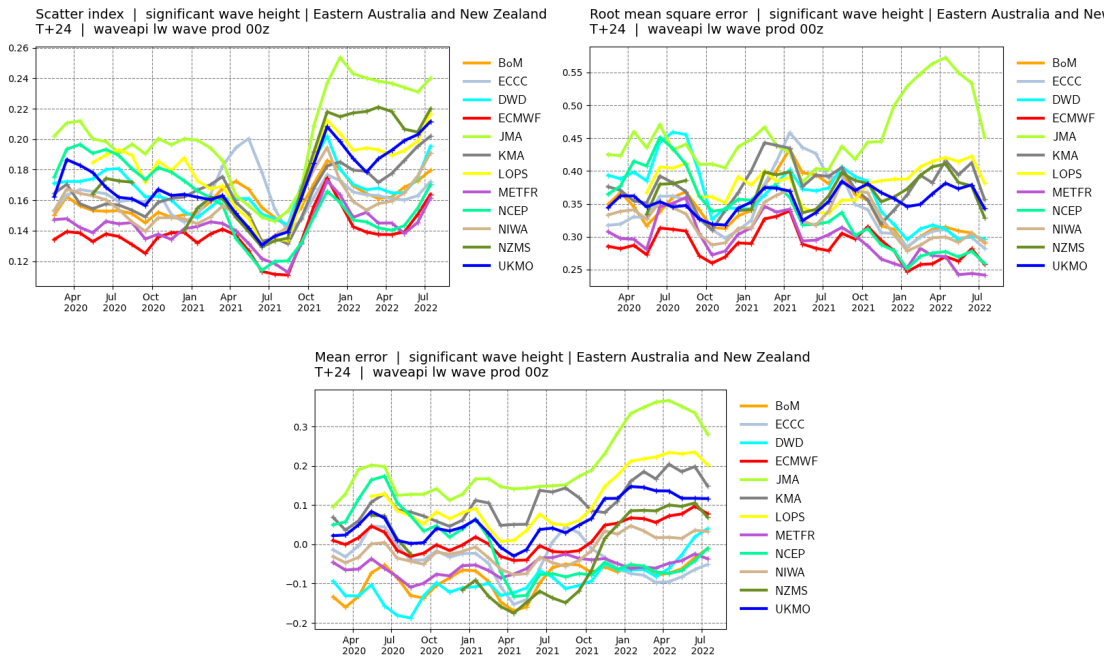 Scatter index | significant wave height | Eastern Australia and New Zealand
T+24 | waveapi lw wave prod 00z
0.26
0.24
0.22
0.20
0.18
0.16
0.14
0.12
Apr 2020
Jul 2020
Oct 2020
Jan 2021
Apr 2021
Jul 2021
Oct 2021
Jan 2022
Apr 2022
Jul 2022
BoM
ECCC
DWD
ECMWF
JMA
KMA
LOPS
METFR
NCEP
NIWA
NZMS
UKMO
Root mean square error | significant wave height | Eastern Australia and New
T+24 | waveapi lw wave prod 00z
0.55
0.50
0.45
0.40
0.35
0.30
0.25
Apr 2020
Jul 2020
Oct 2020
Jan 2021
Apr 2021
Jul 2021
Oct 2021
Jan 2022
Apr 2022
Jul 2022
BoM
ECCC
DWD
ECMWF
JMA
KMA
LOPS
METFR
NCEP
NIWA
NZMS
UKMO
Mean error | significant wave height | Eastern Australia and New Zealand
T+24 | waveapi lw wave prod 00z
0.3
0.2
0.1
0.0
−0.1
−0.2
Apr 2020
Jul 2020
Oct 2020
Jan 2021
Apr 2021
Jul 2021
Oct 2021
Jan 2022
Apr 2022
Jul 2022
BoM
ECCC
DWD
ECMWF
JMA
KMA
LOPS
METFR
NCEP
NIWA
NZMS
UKMO